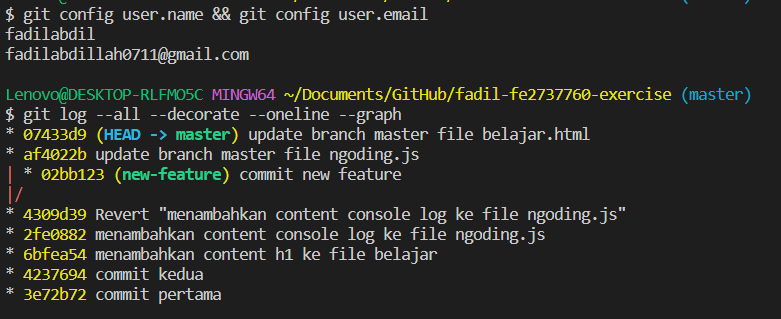 $ git config user.name && git config user.email
fadilabdil
fadilabdillah0711@gmail.com
Lenovo@DESKTOP-RLFMO5C MINGW64 ~/Documents/GitHub/fadil-fe2737760-exercise (master)
$ git log --all --decorate --oneline --graph
* 07433d9 (HEAD -> master) update branch master file belajar.html
* af4022b update branch master file ngoding.js
| * 02bb123 (new-feature) commit new feature
|/
* 4309d39 Revert "menambahkan content console log ke file ngoding.js"
* 2fe0882 menambahkan content console log ke file ngoding.js
* 6bfea54 menambahkan content h1 ke file belajar
* 4237694 commit kedua
* 3e72b72 commit pertama